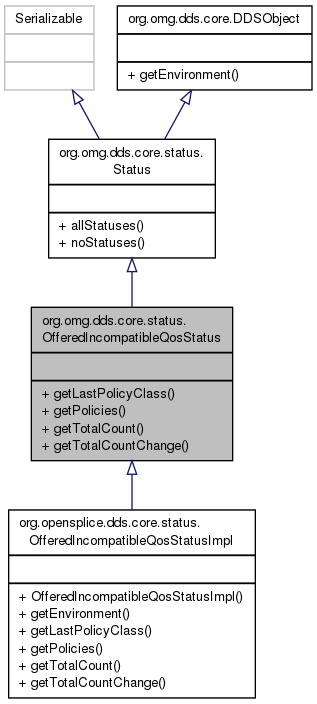 Serializable
org.omg.dds.core.DDSObject
+ getEnvironment()
org.omg.dds.core.status.
Status
+ allStatuses()
+ noStatuses()
org.omg.dds.core.status.
OfferedIncompatibleQosStatus
+ getLastPolicyClass()
+ getPolicies()
+ getTotalCount()
+ getTotalCountChange()
org.opensplice.dds.core.status.
OfferedIncompatibleQosStatusImpl
+ OfferedIncompatibleQosStatusImpl()
+ getEnvironment()
+ getLastPolicyClass()
+ getPolicies()
+ getTotalCount()
+ getTotalCountChange()